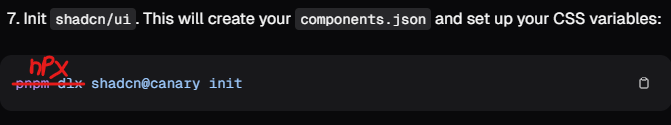 7. Init shadcn/ui. This will create your components.json and set up your CSS variables:
npx
pnpm dlx shadcn@canary init